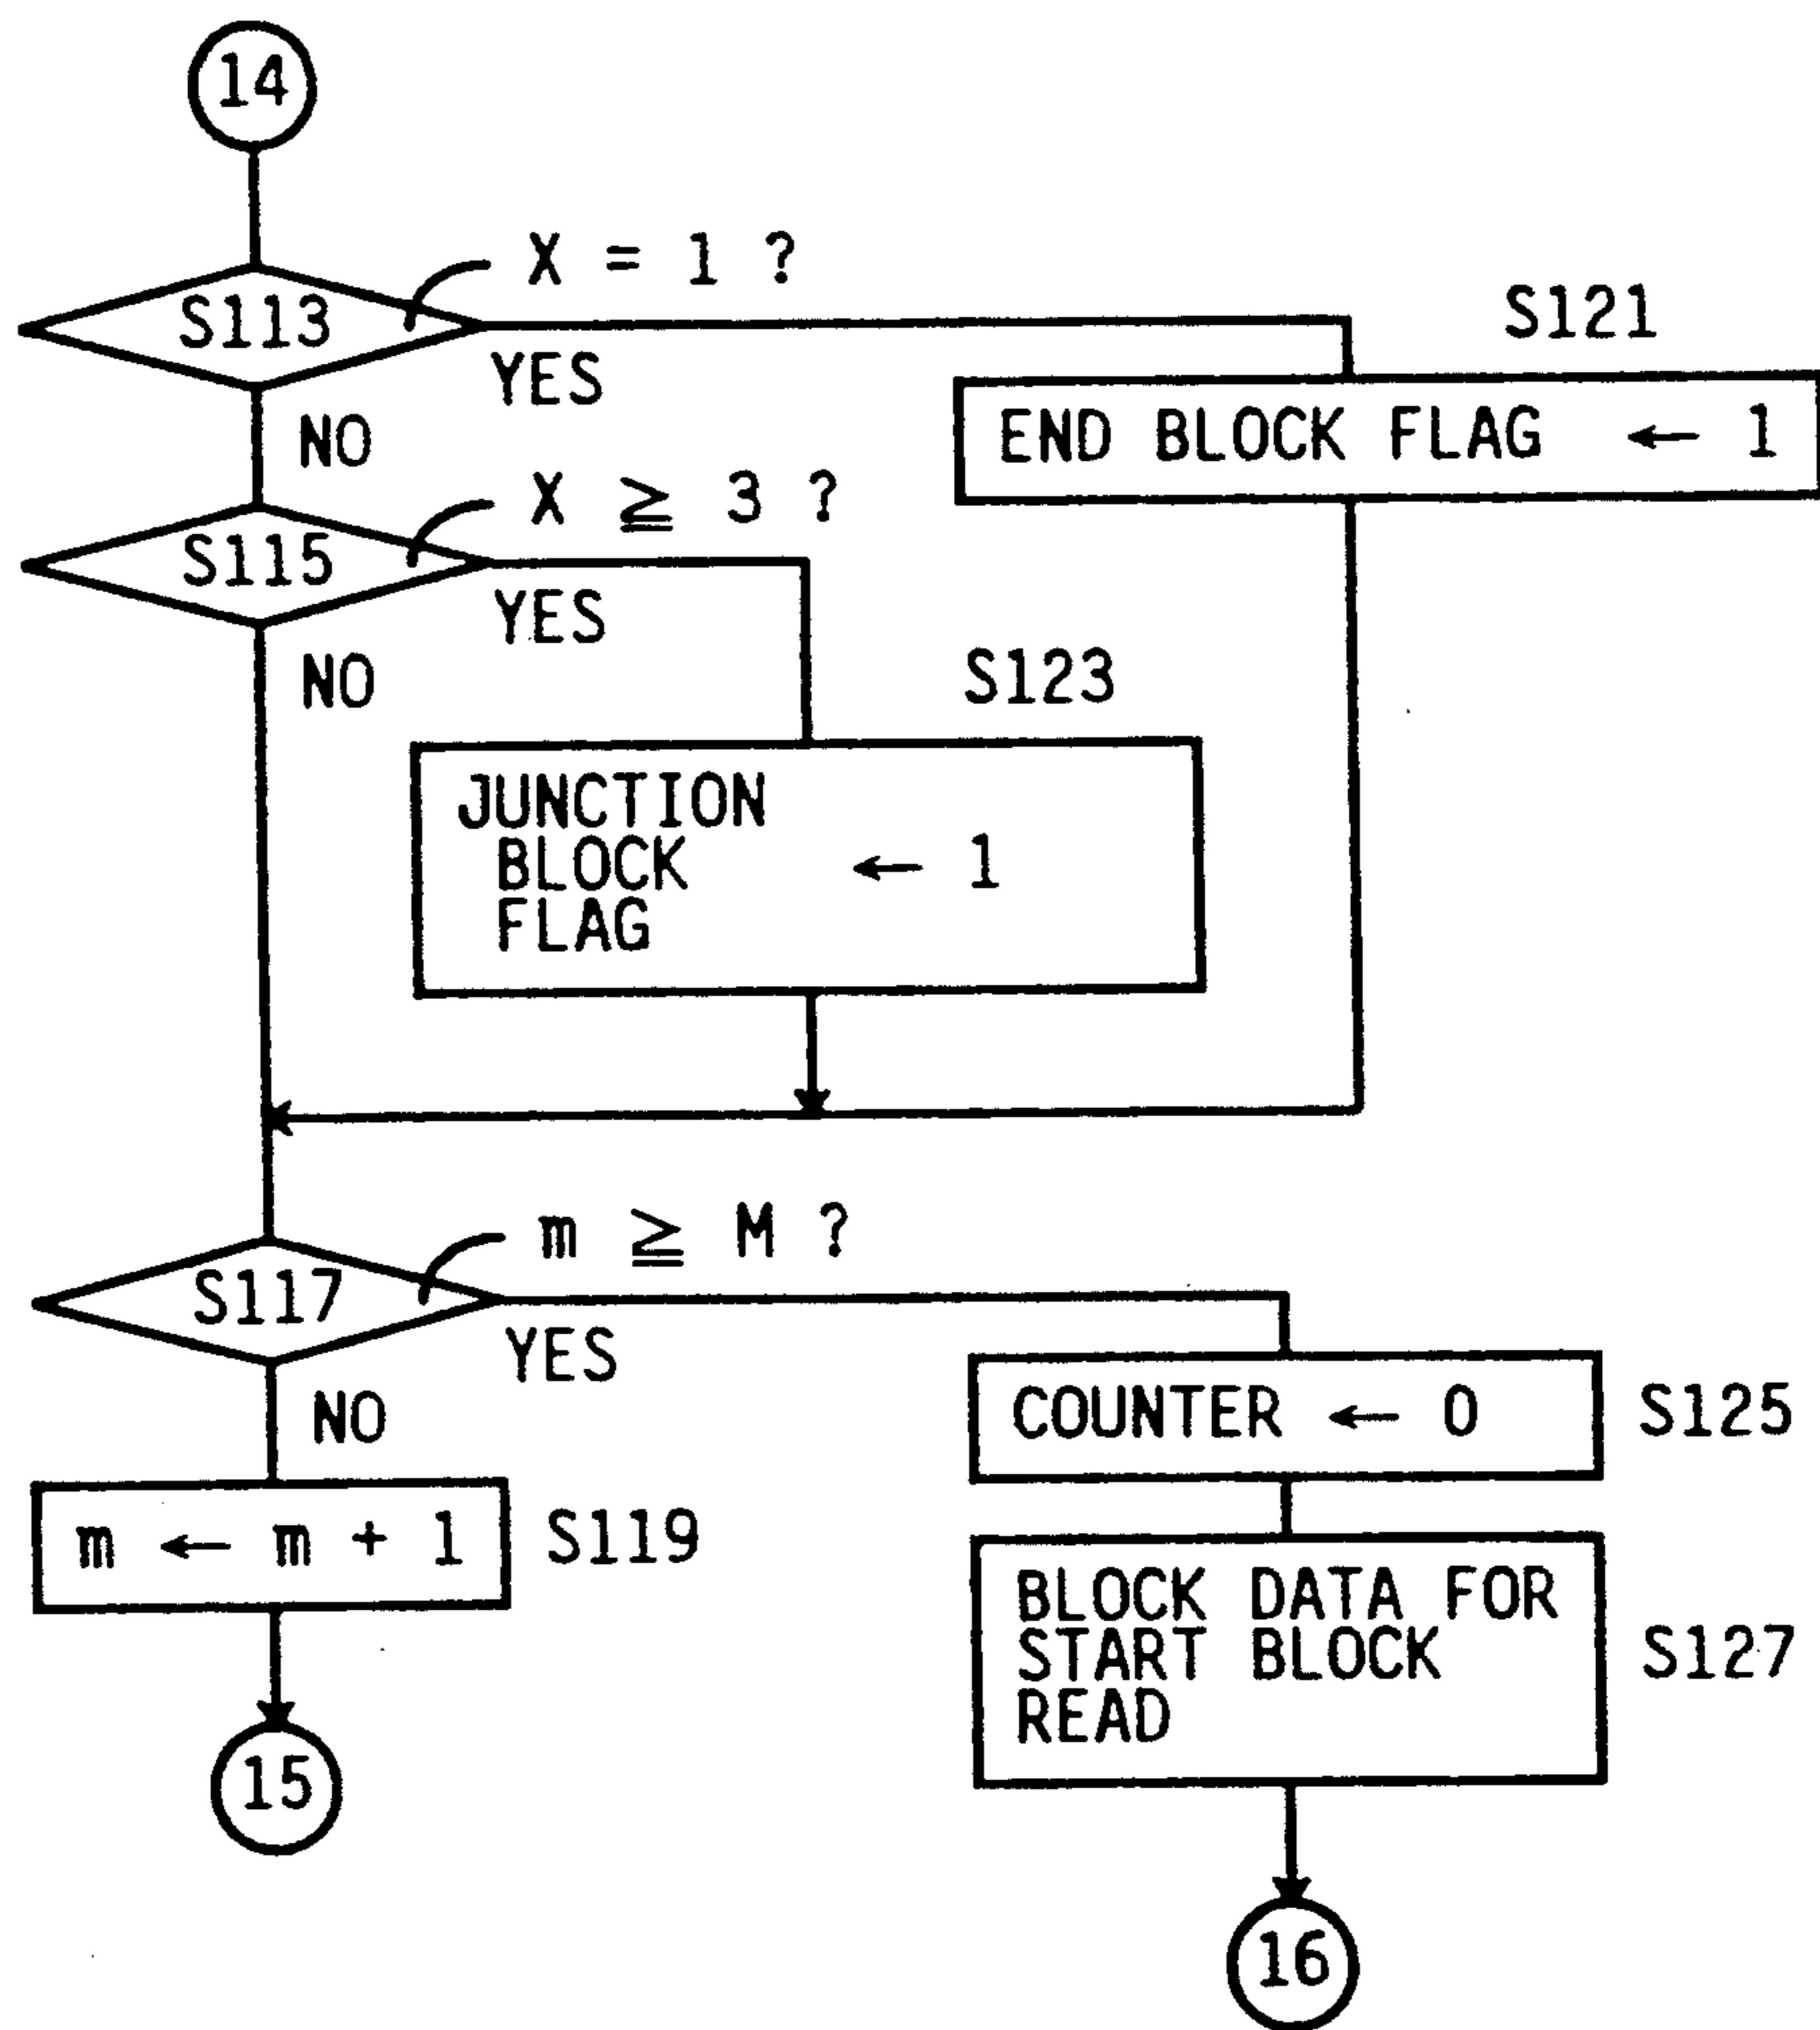 14
X = 1 ?
S113
YES
NO
S121
END BLOCK FLAG ← 1
X ≧ 3 ?
S115
YES
NO
S123
JUNCTION
BLOCK ← 1
FLAG
m ≧ M ?
S117
YES
NO
COUNTER ← 0 S125
m ← m + 1 S119
BLOCK DATA FOR
START BLOCK S127
READ
15
16